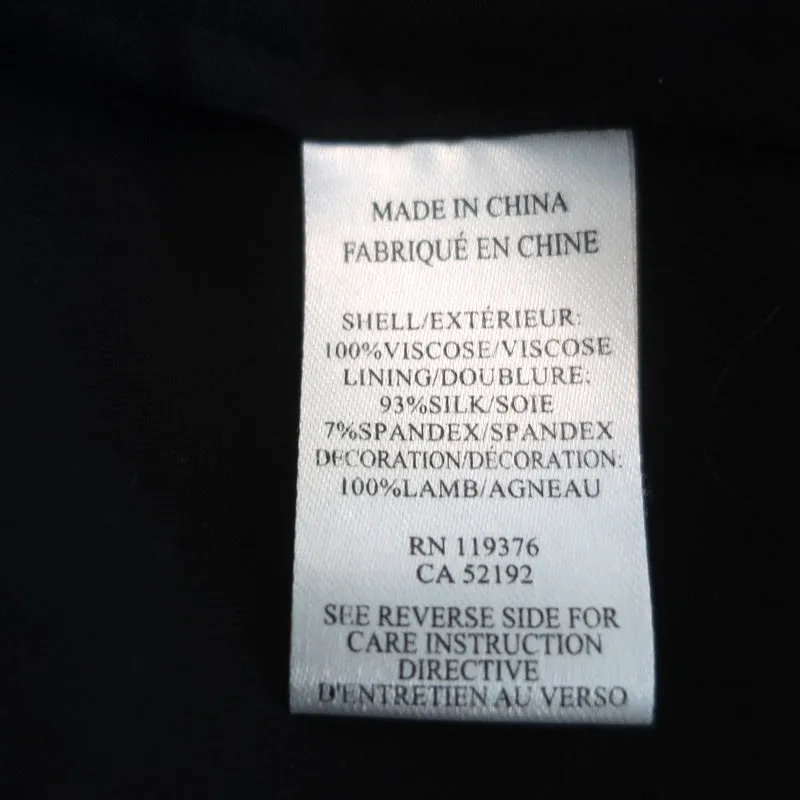 MADE IN CHINA
FABRIQUÉ EN CHINE
SHELL/EXTÉRIEUR:
100%VISCOSE/VISCOSE
LINING/DOUBLURE:
93%SILK/SOIE
7%SPANDEX/SPANDEX
DECORATION/DÉCORATION:
100%LAMB/AGNEAU
RN 119376
CA 52192
SEE REVERSE SIDE FOR
CARE INSTRUCTION
DIRECTIVE
D'ENTRETIEN AU VERSO